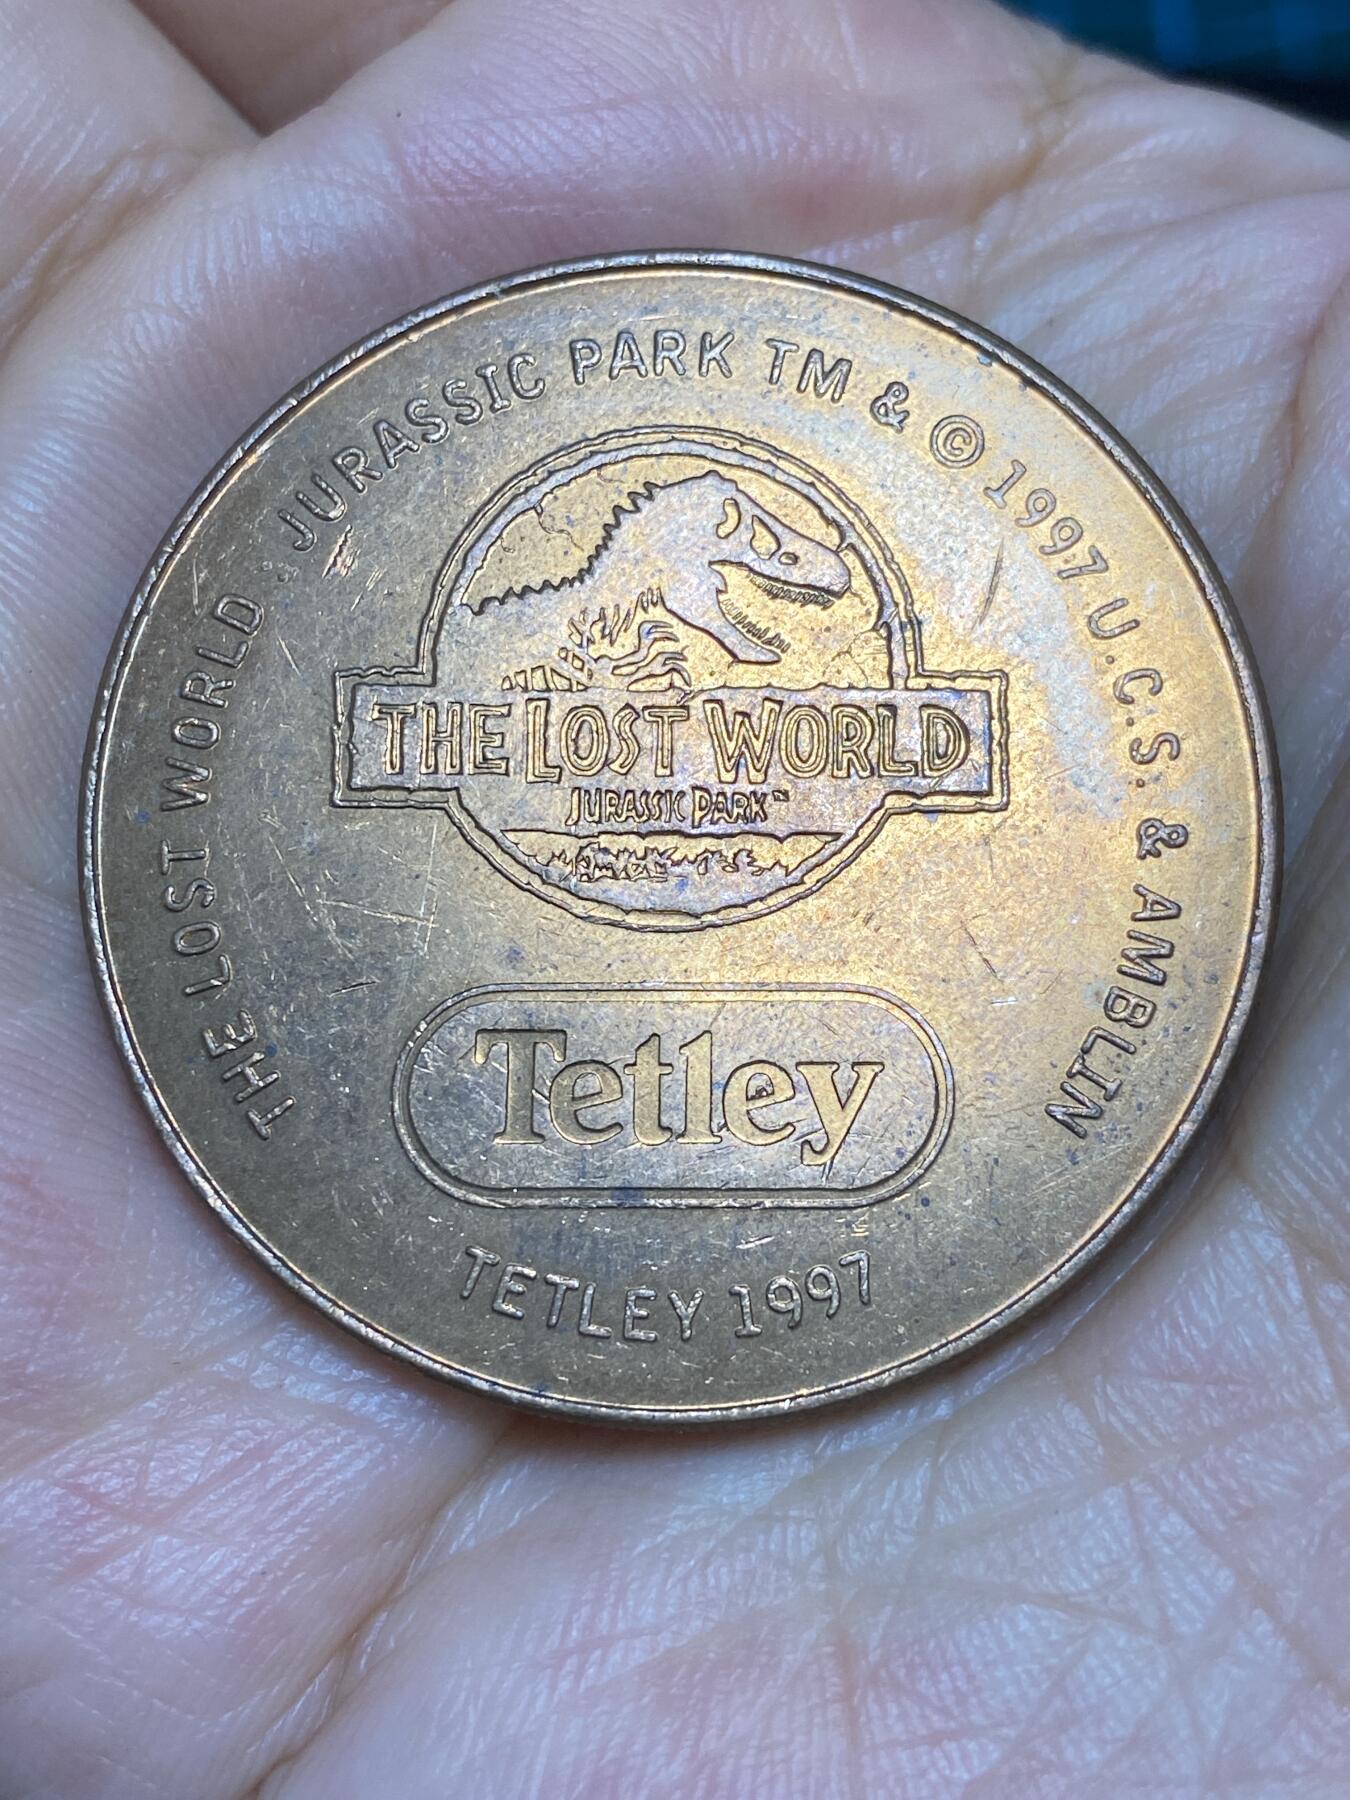 THE LOST WORLD JURASSIC PARK TM & © 1997 U.C.S. & AMBLIN
THE LOST WORLD
JURASSIC PARK™
Tetley
TETLEY 1997